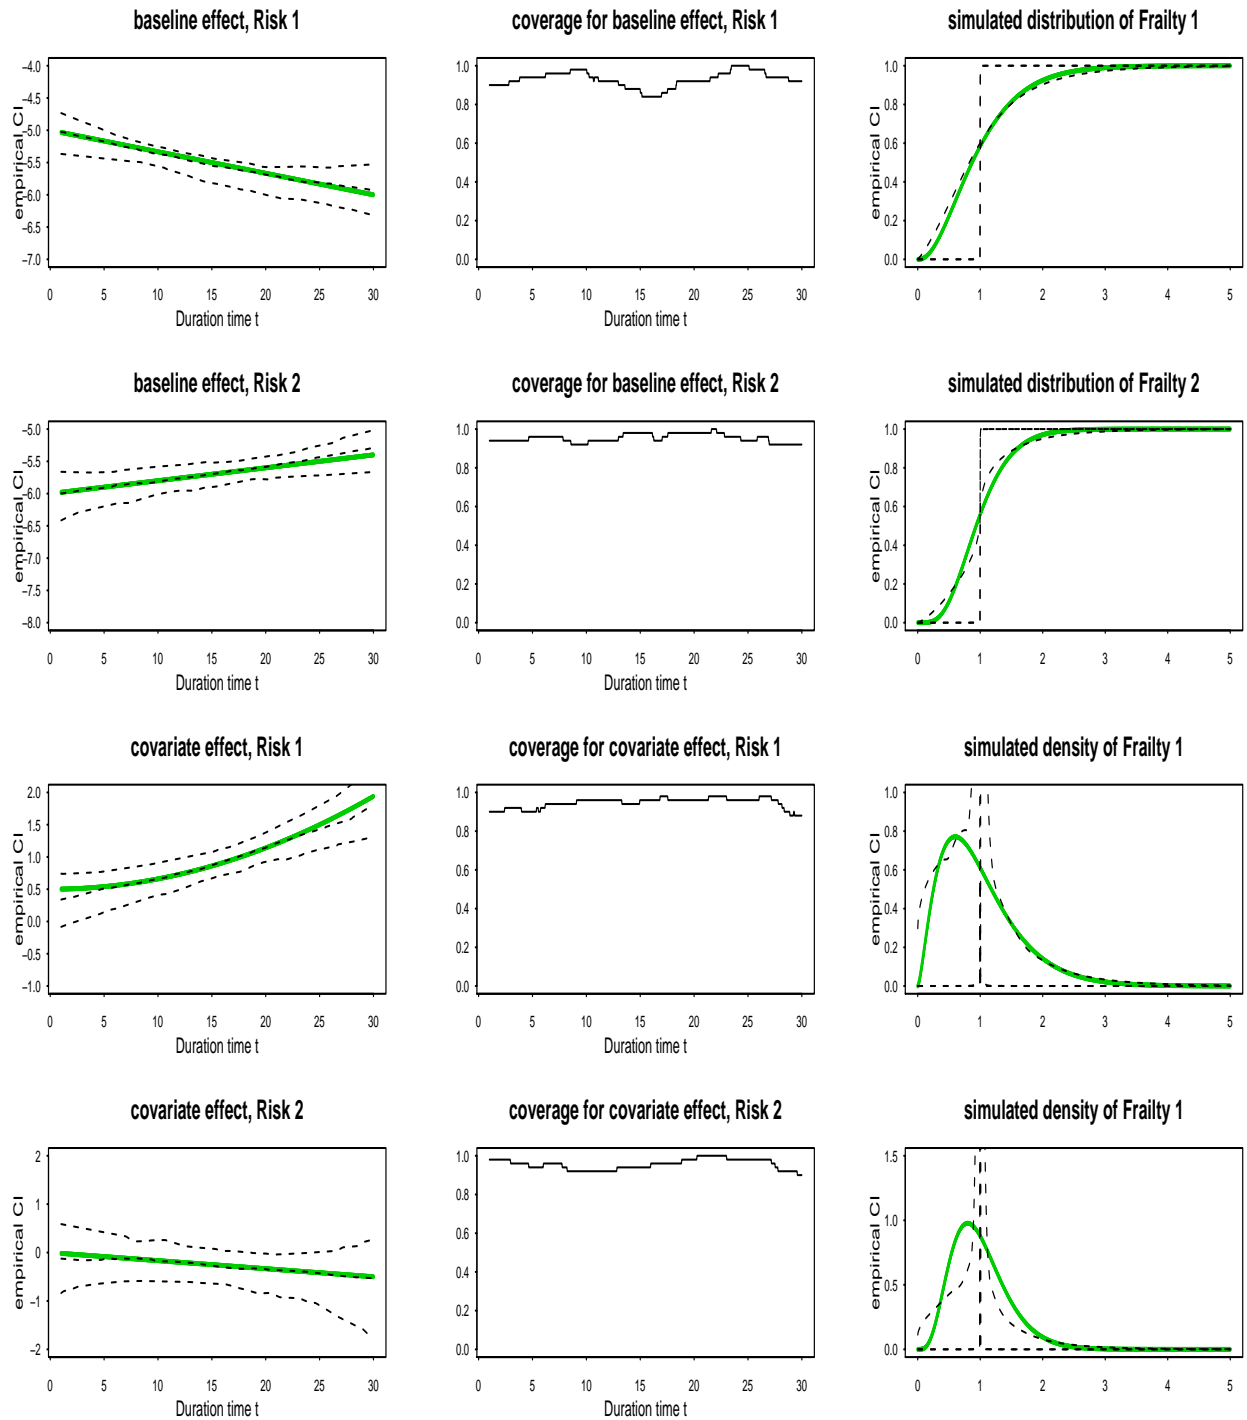 baseline effect, Risk 1
coverage for baseline effect, Risk 1
simulated distribution of Frailty 1
empirical CI
−4.0
−4.5
−5.0
−5.5
−6.0
−6.5
−7.0
0 5 10 15 20 25 30
Duration time t
1.0
0.8
0.6
0.4
0.2
0.0
0 5 10 15 20 25 30
empirical CI
1.0
0.8
0.6
0.4
0.2
0.0
0 1 2 3 4 5
baseline effect, Risk 2
coverage for baseline effect, Risk 2
simulated distribution of Frailty 2
empirical CI
−5.0
−5.5
−6.0
−6.5
−7.0
−7.5
−8.0
0 5 10 15 20 25 30
Duration time t
1.0
0.8
0.6
0.4
0.2
0.0
0 5 10 15 20 25 30
empirical CI
1.0
0.8
0.6
0.4
0.2
0.0
0 1 2 3 4 5
covariate effect, Risk 1
coverage for covariate effect, Risk 1
simulated density of Frailty 1
empirical CI
2.0
1.5
1.0
0.5
0.0
−0.5
−1.0
0 5 10 15 20 25 30
Duration time t
1.0
0.8
0.6
0.4
0.2
0.0
0 5 10 15 20 25 30
empirical CI
1.0
0.8
0.6
0.4
0.2
0.0
0 1 2 3 4 5
covariate effect, Risk 2
coverage for covariate effect, Risk 2
simulated density of Frailty 1
empirical CI
2
1
0
−1
−2
0 5 10 15 20 25 30
Duration time t
1.0
0.8
0.6
0.4
0.2
0.0
0 5 10 15 20 25 30
empirical CI
1.5
1.0
0.5
0.0
0 1 2 3 4 5